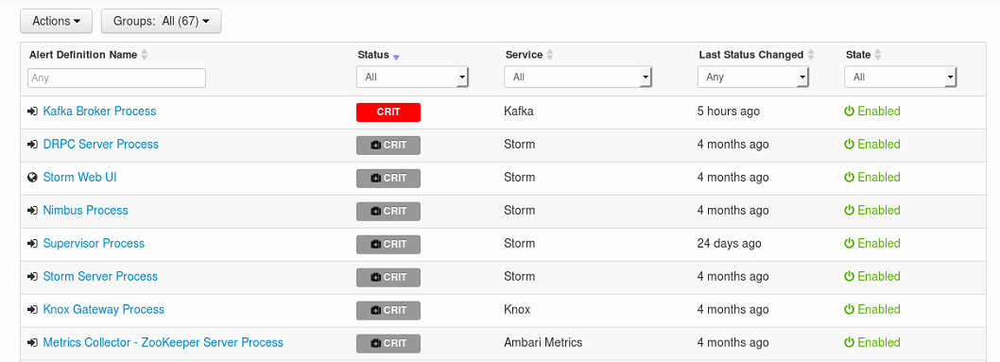 Actions Groups: All (67)
Alert Definition Name Status Service Last Status Changed State
Any All All Any All
Kafka Broker Process CRIT Kafka 5 hours ago Enabled
DRPC Server Process CRIT Storm 4 months ago Enabled
Storm Web UI CRIT Storm 4 months ago Enabled
Nimbus Process CRIT Storm 4 months ago Enabled
Supervisor Process CRIT Storm 24 days ago Enabled
Storm Server Process CRIT Storm 4 months ago Enabled
Knox Gateway Process CRIT Knox 4 months ago Enabled
Metrics Collector - ZooKeeper Server Process CRIT Ambari Metrics 4 months ago Enabled